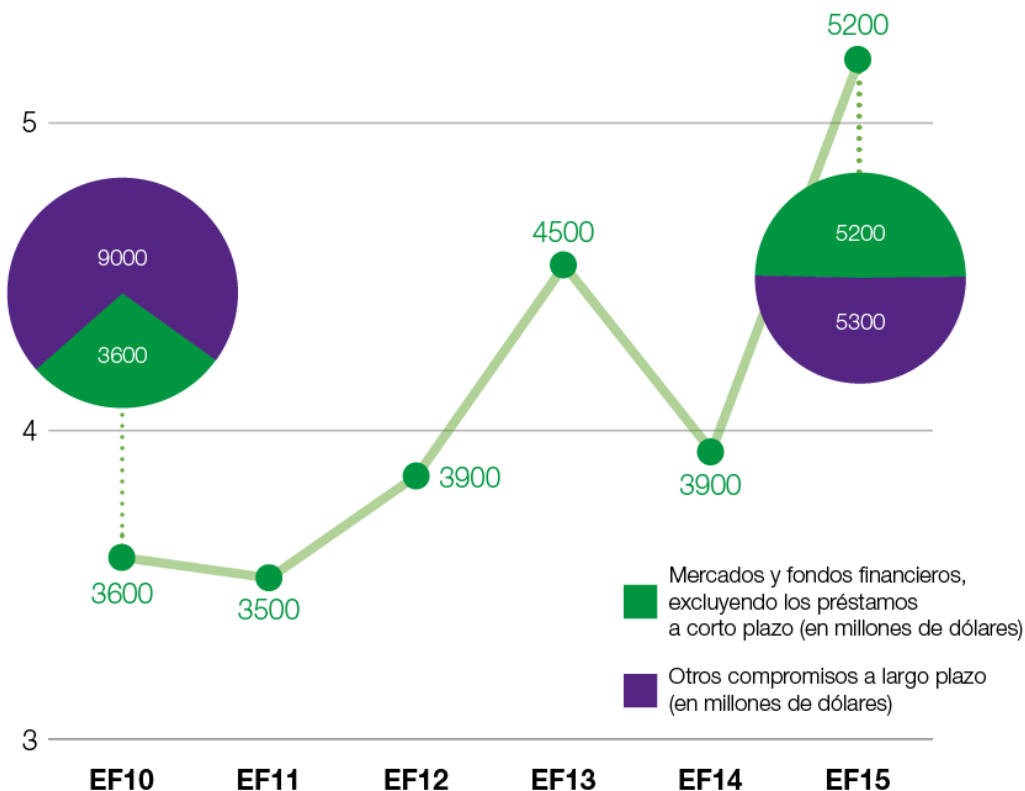 5200
5
9000
3600
4500
5200
5300
4
3900
3900
3600
3500
Mercados y fondos financieros,
excluyendo los préstamos
a corto plazo (en millones de dólares)
Otros compromisos a largo plazo
(en millones de dólares)
3
EF10 EF11 EF12 EF13 EF14 EF15